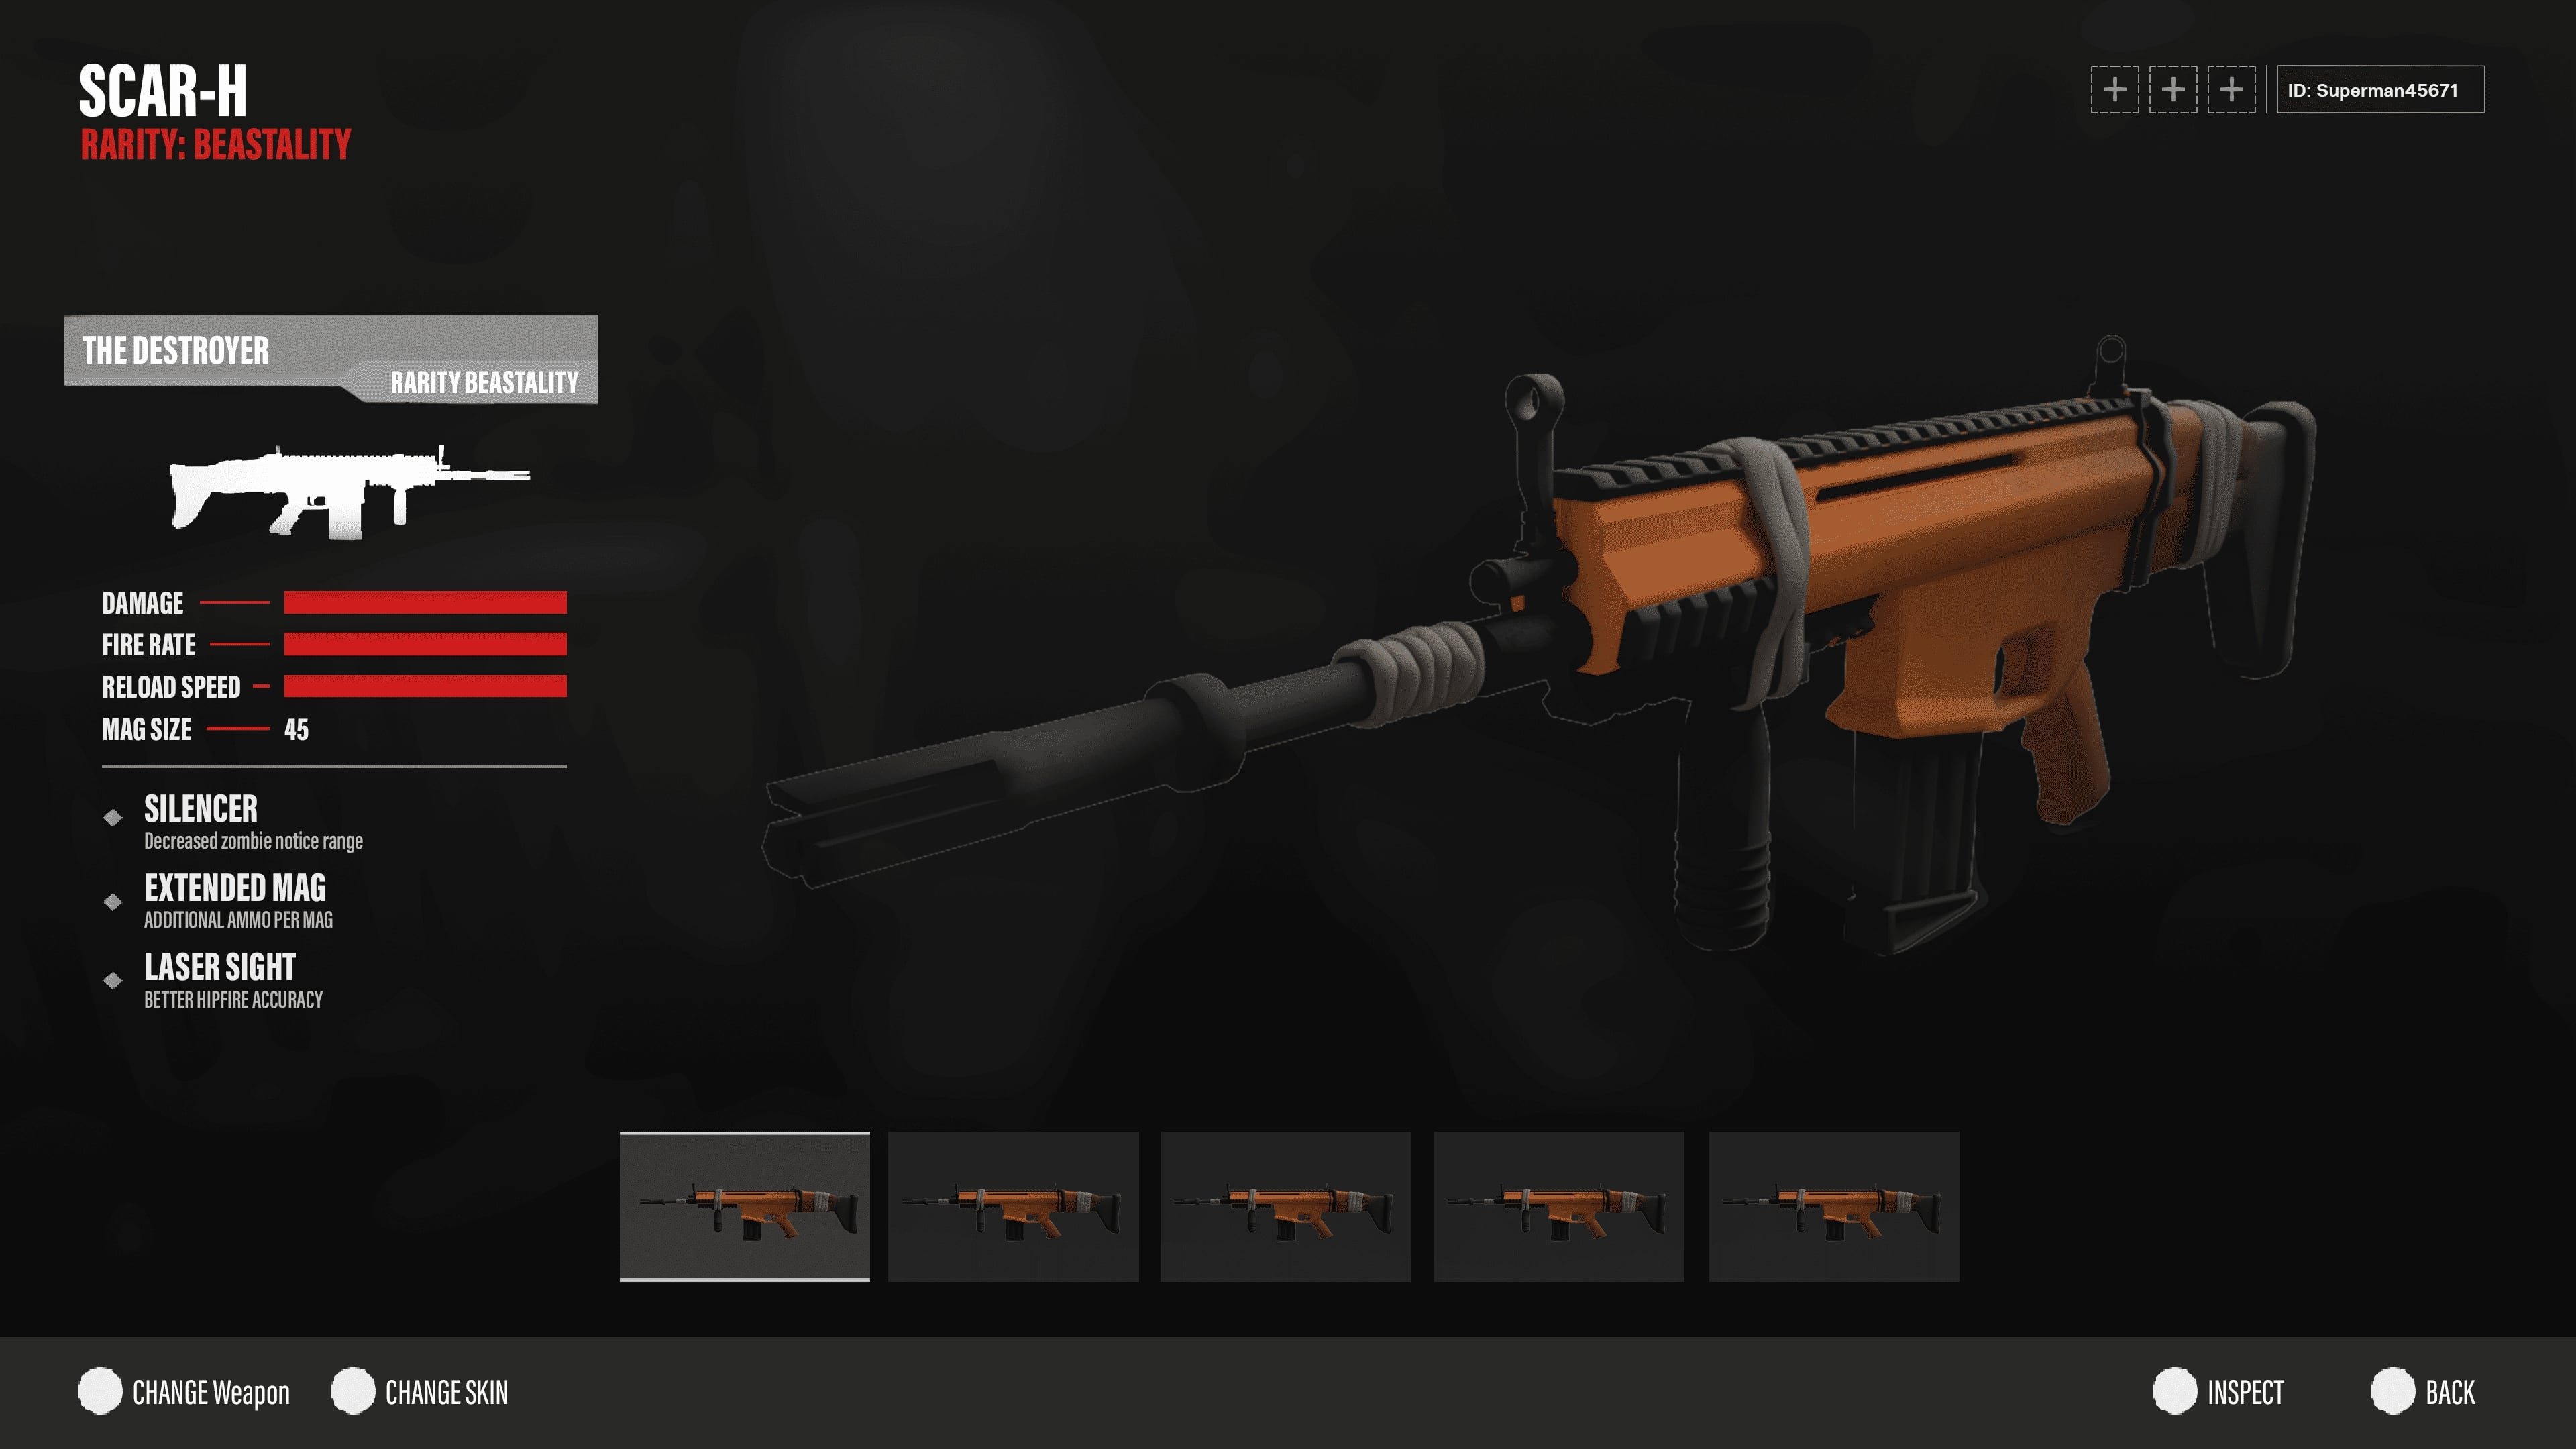 SCAR-H
RARITY: BEASTALITY
ID: Superman45671
THE DESTROYER
RARITY BEASTALITY
DAMAGE
FIRE RATE
RELOAD SPEED
MAG SIZE 45
SILENCER
Decreased zombie notice range
EXTENDED MAG
ADDITIONAL AMMO PER MAG
LASER SIGHT
BETTER HIPFIRE ACCURACY
CHANGE Weapon
CHANGE SKIN
INSPECT
BACK